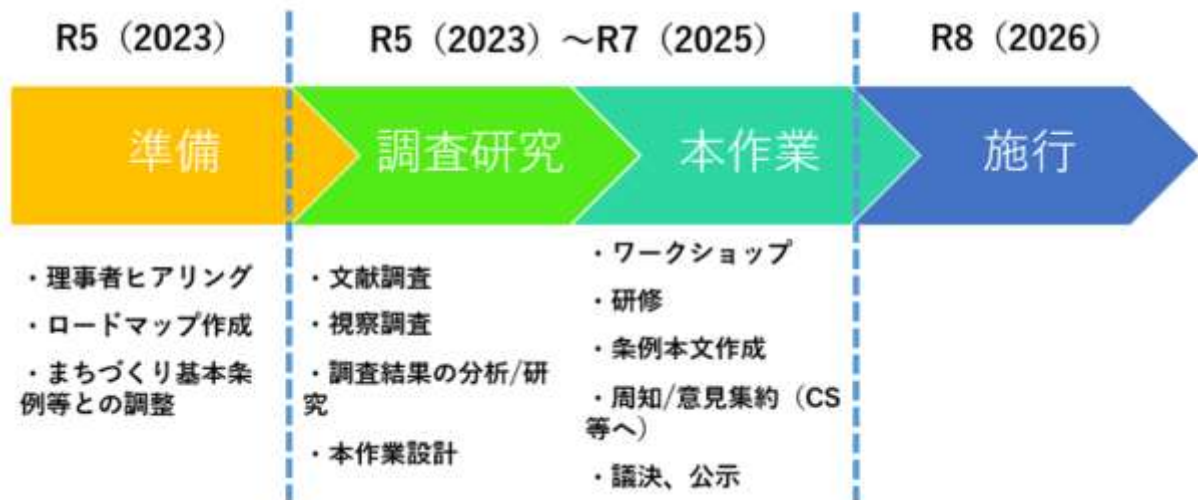 R5（2023）
R5（2023）～R7（2025）
R8（2026）
準備
調査研究
本作業
施行
・理事者ヒアリング
・ロードマップ作成
・まちづくり基本条
例等との調整
・文献調査
・視察調査
・調査結果の分析/研
究
・本作業設計
・ワークショップ
・研修
・条例本文作成
・周知/意見集約（CS
等へ）
・議決、公示